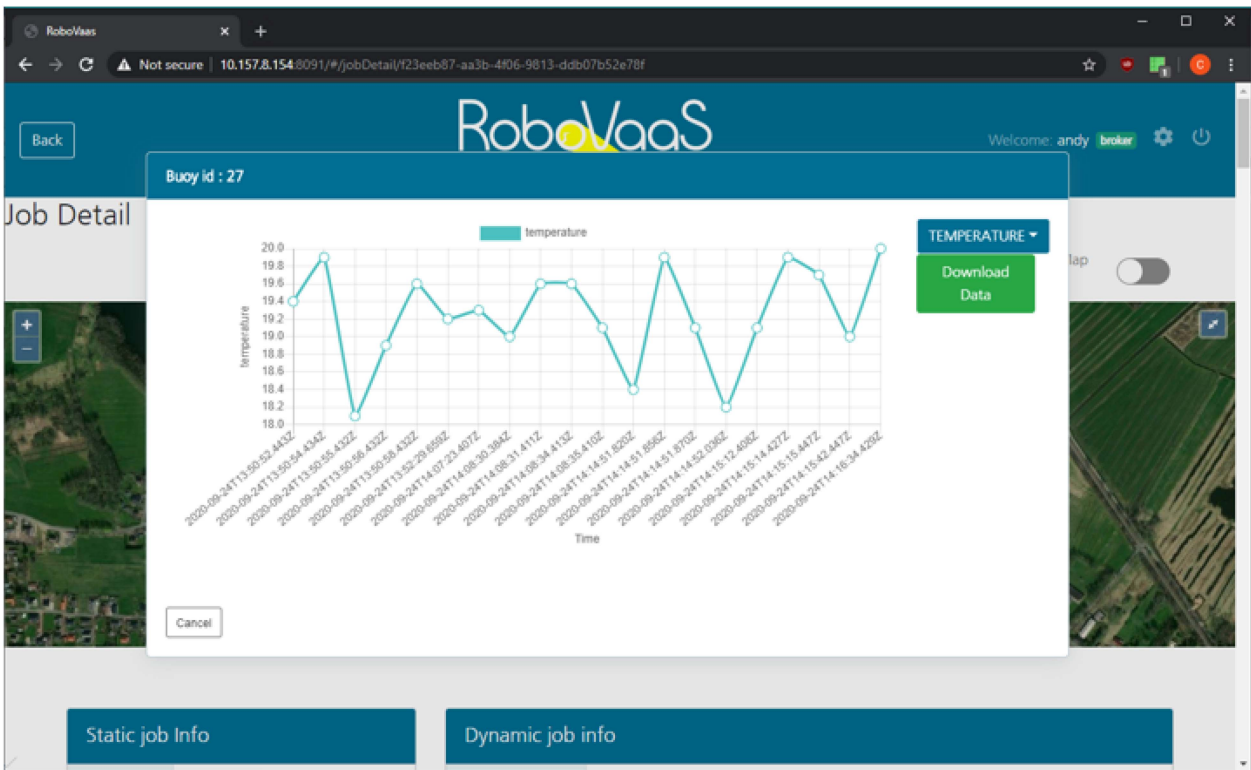 RoboVaas
Not secure | 10.157.8.154:8091/#/jobDetail/f23eeb87-aa3b-4f06-9813-ddb07b52e78f
1
C
RoboVaaS
Back
Welcome: andy broker
Buoy id : 27
Job Detail
temperature
TEMPERATURE
Download
Data
20.0
19.8
19.6
19.4
19.2
19.0
18.8
18.6
18.4
18.2
18.0
temperature
2020-09-24T13:50:52.443Z
2020-09-24T13:50:54.434Z
2020-09-24T13:50:55.432Z
2020-09-24T13:50:56.432Z
2020-09-24T13:50:58.432Z
2020-09-24T13:52:29.659Z
2020-09-24T14:07:23.407Z
2020-09-24T14:08:30.384Z
2020-09-24T14:08:31.411Z
2020-09-24T14:08:34.413Z
2020-09-24T14:08:35.410Z
2020-09-24T14:14:51.820Z
2020-09-24T14:14:51.856Z
2020-09-24T14:14:51.870Z
2020-09-24T14:14:52.036Z
2020-09-24T14:15:12.408Z
2020-09-24T14:15:14.427Z
2020-09-24T14:15:15.447Z
2020-09-24T14:15:42.447Z
2020-09-24T14:16:34.429Z
Time
+
−
Cancel
Static job Info
Dynamic job info